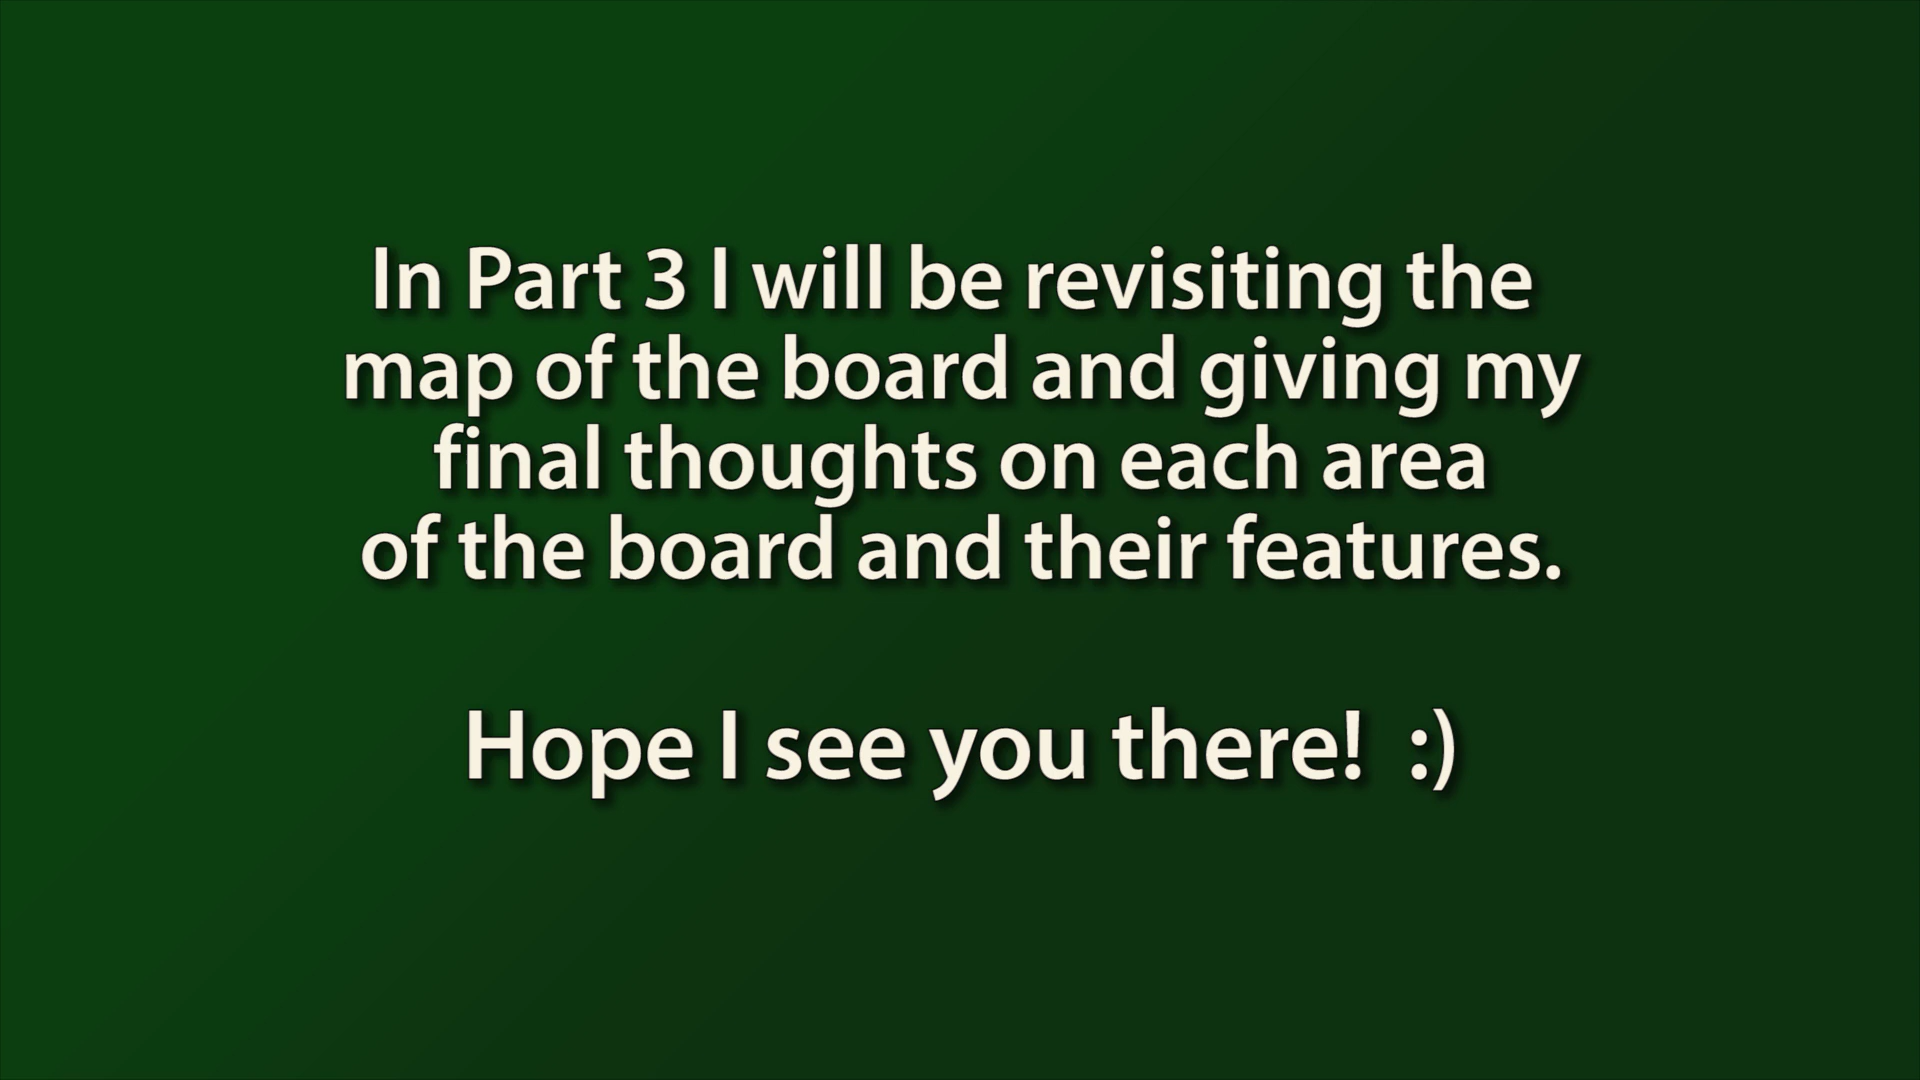 In Part 3 I will be revisiting the
map of the board and giving my
final thoughts on each area
of the board and their features.
Hope I see you there!  :)